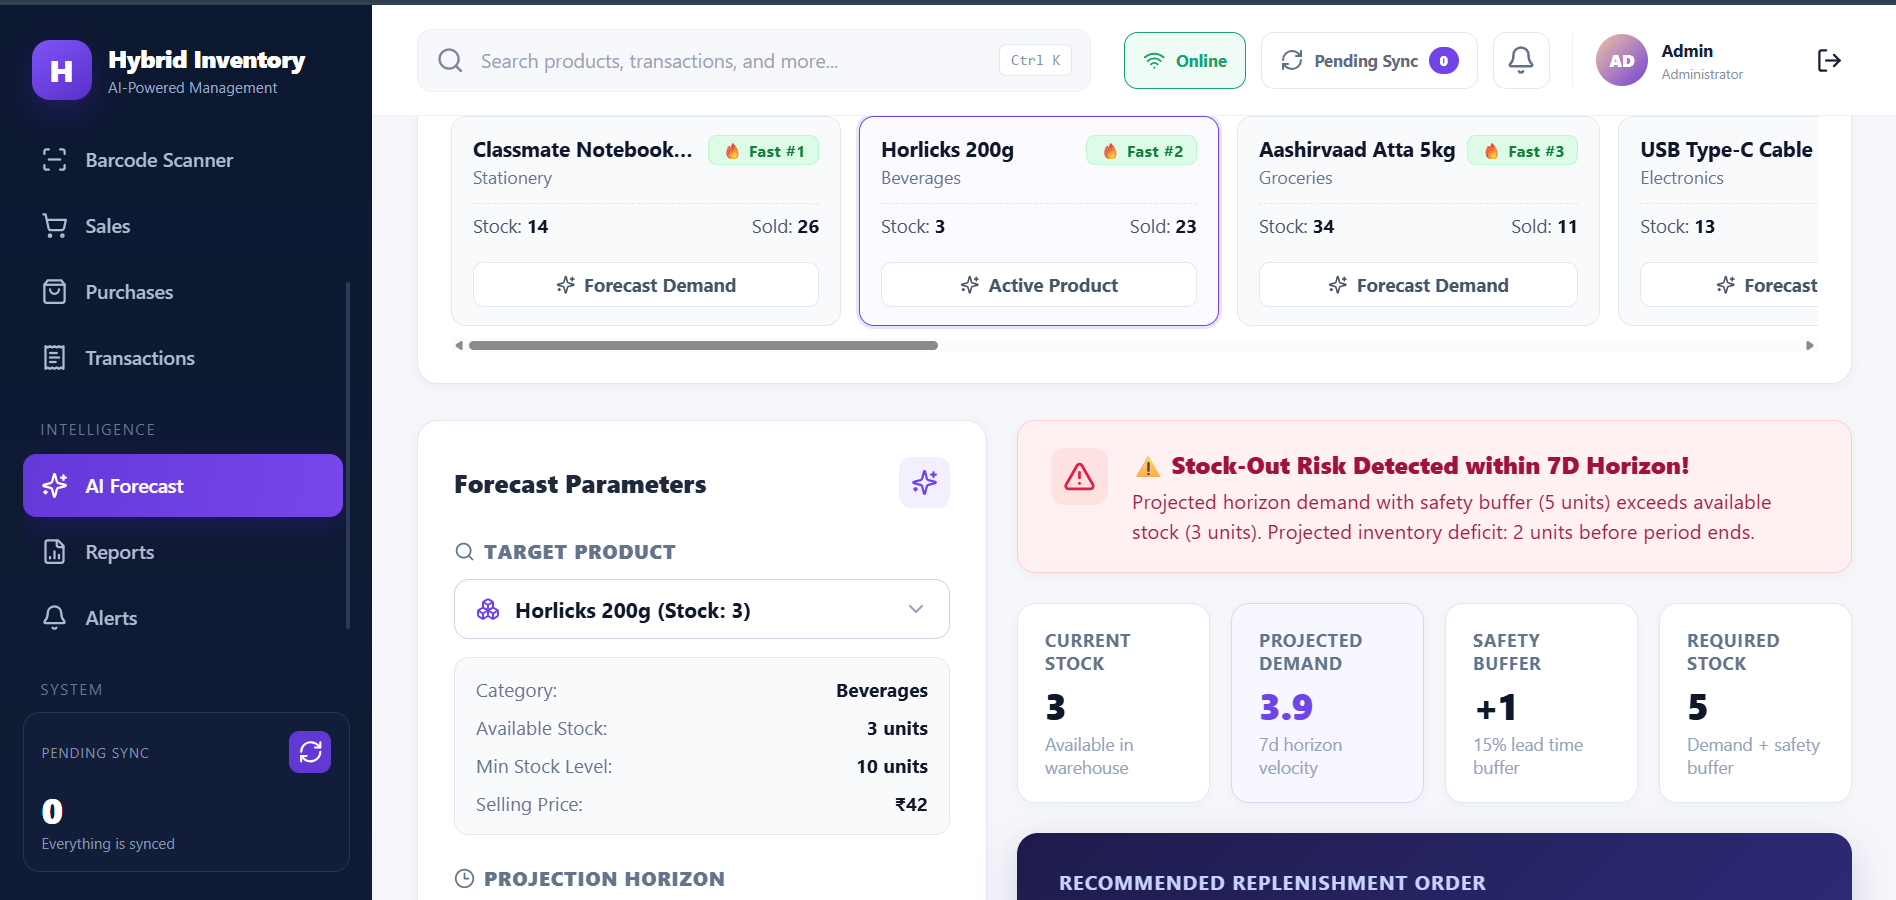 H
Hybrid Inventory
AI-Powered Management
Barcode Scanner
Sales
Purchases
Transactions
INTELLIGENCE
AI Forecast
Reports
Alerts
SYSTEM
PENDING SYNC
0
Everything is synced
Search products, transactions, and more...
Ctrl K
Online
Pending Sync 0
AD
Admin
Administrator
Classmate Notebook...
🔥 Fast #1
Stationery
Stock: 14
Sold: 26
Forecast Demand
Horlicks 200g
🔥 Fast #2
Beverages
Stock: 3
Sold: 23
Active Product
Aashirvaad Atta 5kg
🔥 Fast #3
Groceries
Stock: 34
Sold: 11
Forecast Demand
USB Type-C Cable
Electronics
Stock: 13
Forecast
Forecast Parameters
TARGET PRODUCT
Horlicks 200g (Stock: 3)
Category: Beverages
Available Stock: 3 units
Min Stock Level: 10 units
Selling Price: ₹42
PROJECTION HORIZON
⚠️ Stock-Out Risk Detected within 7D Horizon!
Projected horizon demand with safety buffer (5 units) exceeds available
stock (3 units). Projected inventory deficit: 2 units before period ends.
CURRENT
STOCK
3
Available in
warehouse
PROJECTED
DEMAND
3.9
7d horizon
velocity
SAFETY
BUFFER
+1
15% lead time
buffer
REQUIRED
STOCK
5
Demand + safety
buffer
RECOMMENDED REPLENISHMENT ORDER